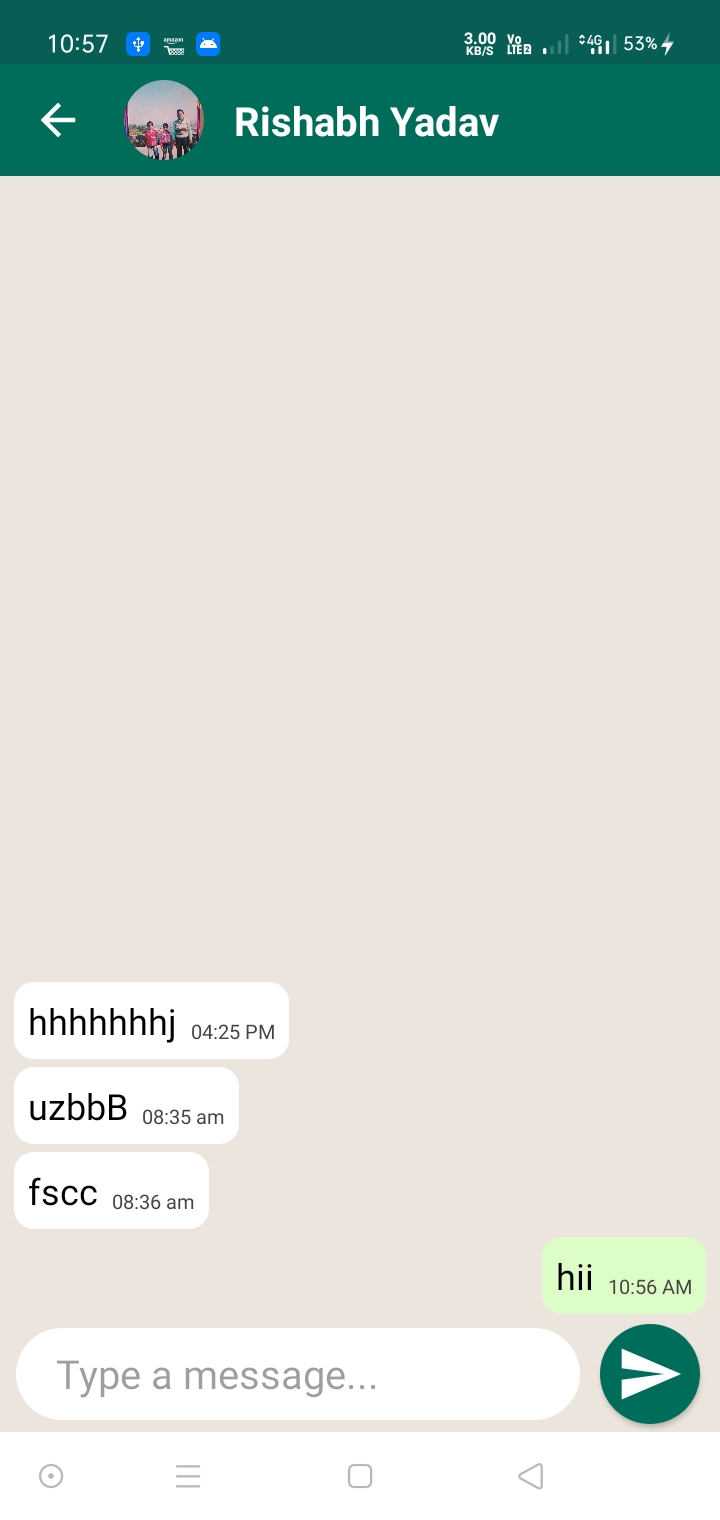 10:57 amazon 3.00 KB/S Vo LTE2 4G 53%
Rishabh Yadav
hhhhhhhj 04:25 PM
uzbbB 08:35 am
fscc 08:36 am
hii 10:56 AM
Type a message...